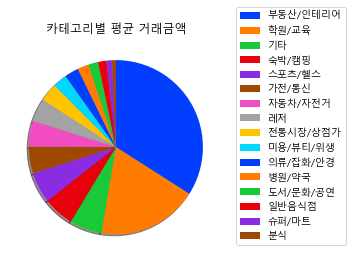 카테고리별 평균 거래금액
부동산/인테리어
학원/교육
기타
숙박/캠핑
스포츠/헬스
가전/통신
자동차/자전거
레저
전통시장/상점가
미용/뷰티/위생
의류/잡화/안경
병원/약국
도서/문화/공연
일반음식점
슈퍼/마트
분식